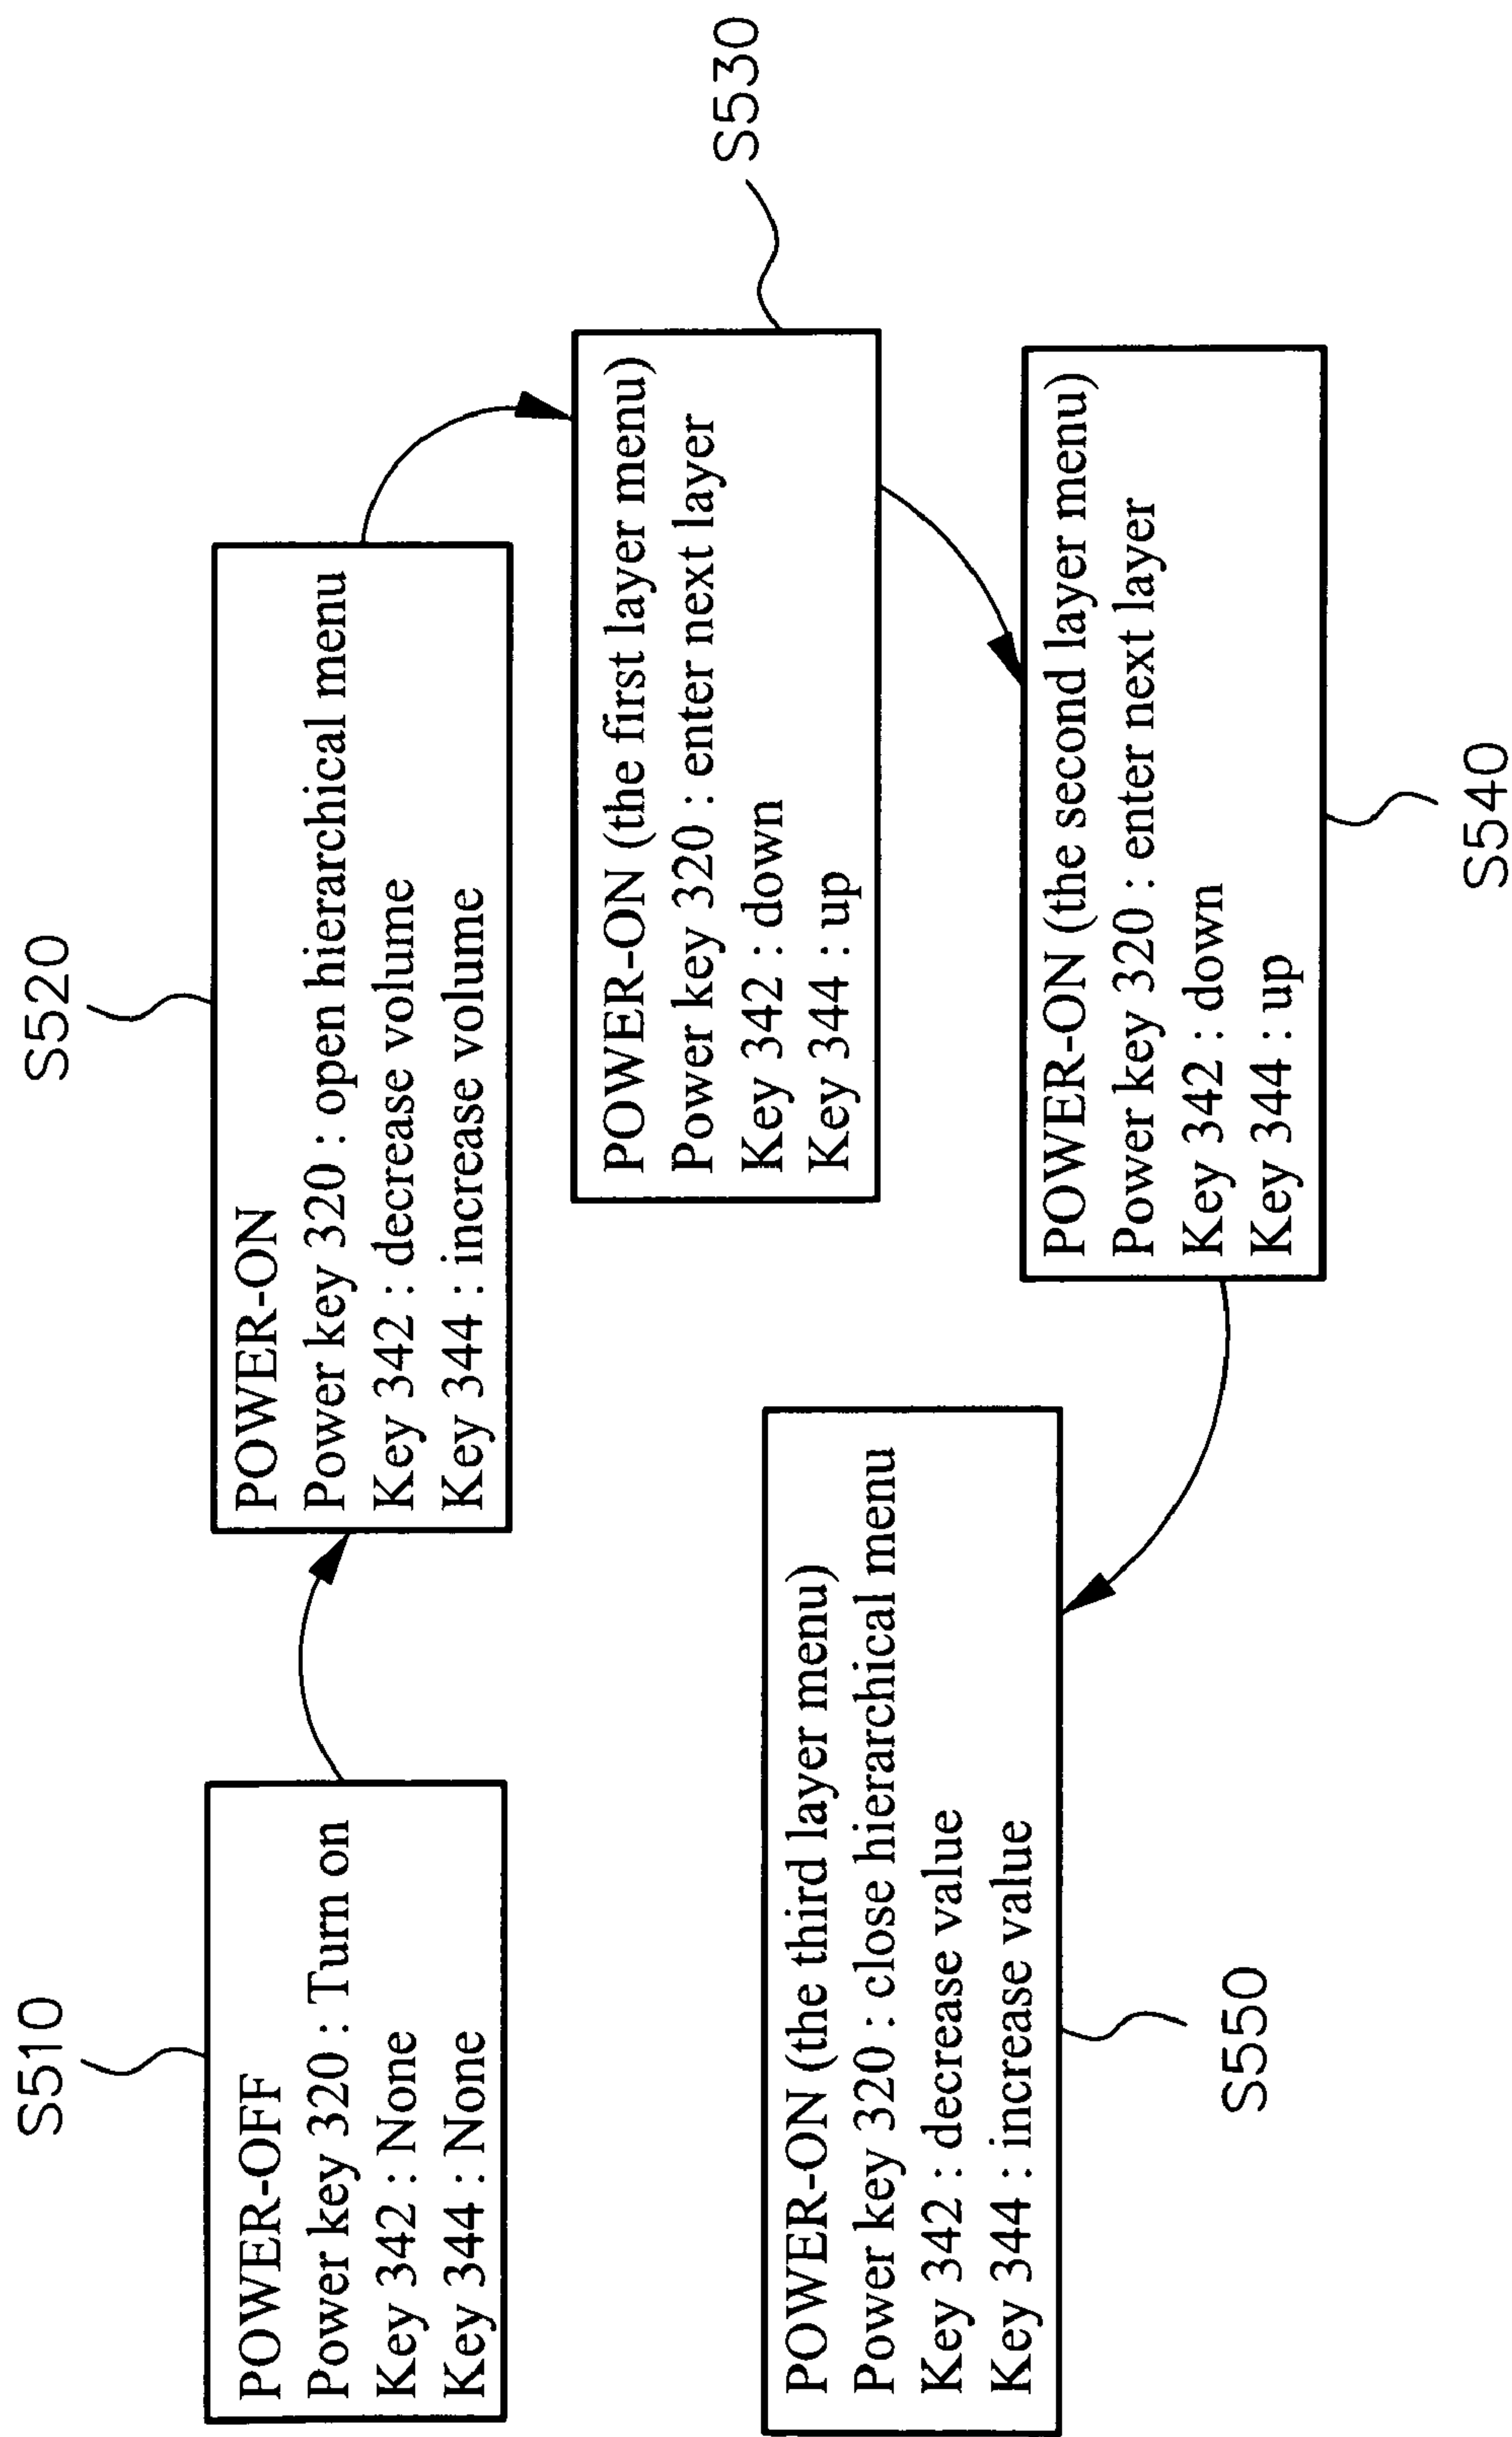 S510
POWER-OFF
Power key 320 : Turn on
Key 342 : None
Key 344 : None
S520
POWER-ON
Power key 320 : open hierarchical menu
Key 342 : decrease volume
Key 344 : increase volume
S530
POWER-ON (the first layer menu)
Power key 320 : enter next layer
Key 342 : down
Key 344 : up
S540
POWER-ON (the second layer menu)
Power key 320 : enter next layer
Key 342 : down
Key 344 : up
S550
POWER-ON (the third layer menu)
Power key 320 : close hierarchical menu
Key 342 : decrease value
Key 344 : increase value